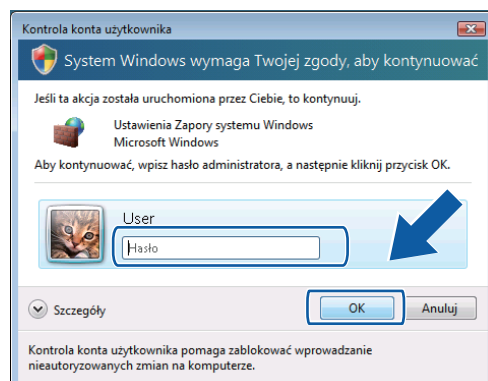 Kontrola konta użytkownika
System Windows wymaga Twojej zgody, aby kontynuować
Jeśli ta akcja została uruchomiona przez Ciebie, to kontynuuj.
Ustawienia Zapory systemu Windows
Microsoft Windows
Aby kontynuować, wpisz hasło administratora, a następnie kliknij przycisk OK.
User
Hasło
Szczegóły
OK
Anuluj
Kontrola konta użytkownika pomaga zablokować wprowadzanie
nieautoryzowanych zmian na komputerze.